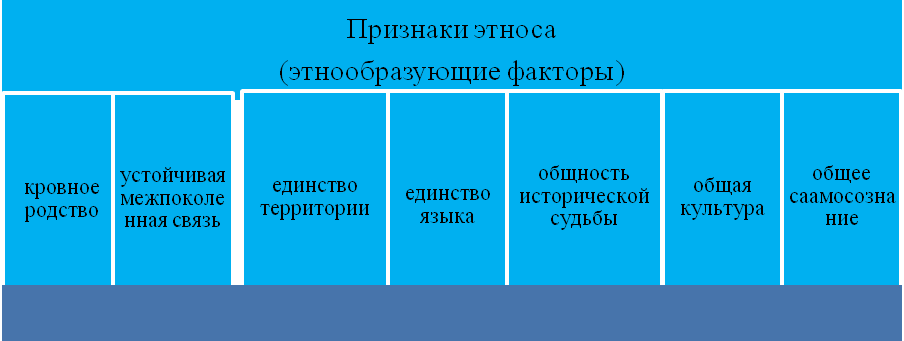 Признаки этноса
(этнообразующие факторы)
кровное
родство
устойчивая
межпоколе
нная связь
единство
территории
единство
языка
общность
исторической
судьбы
общая
культура
общее
саамосозна
ние